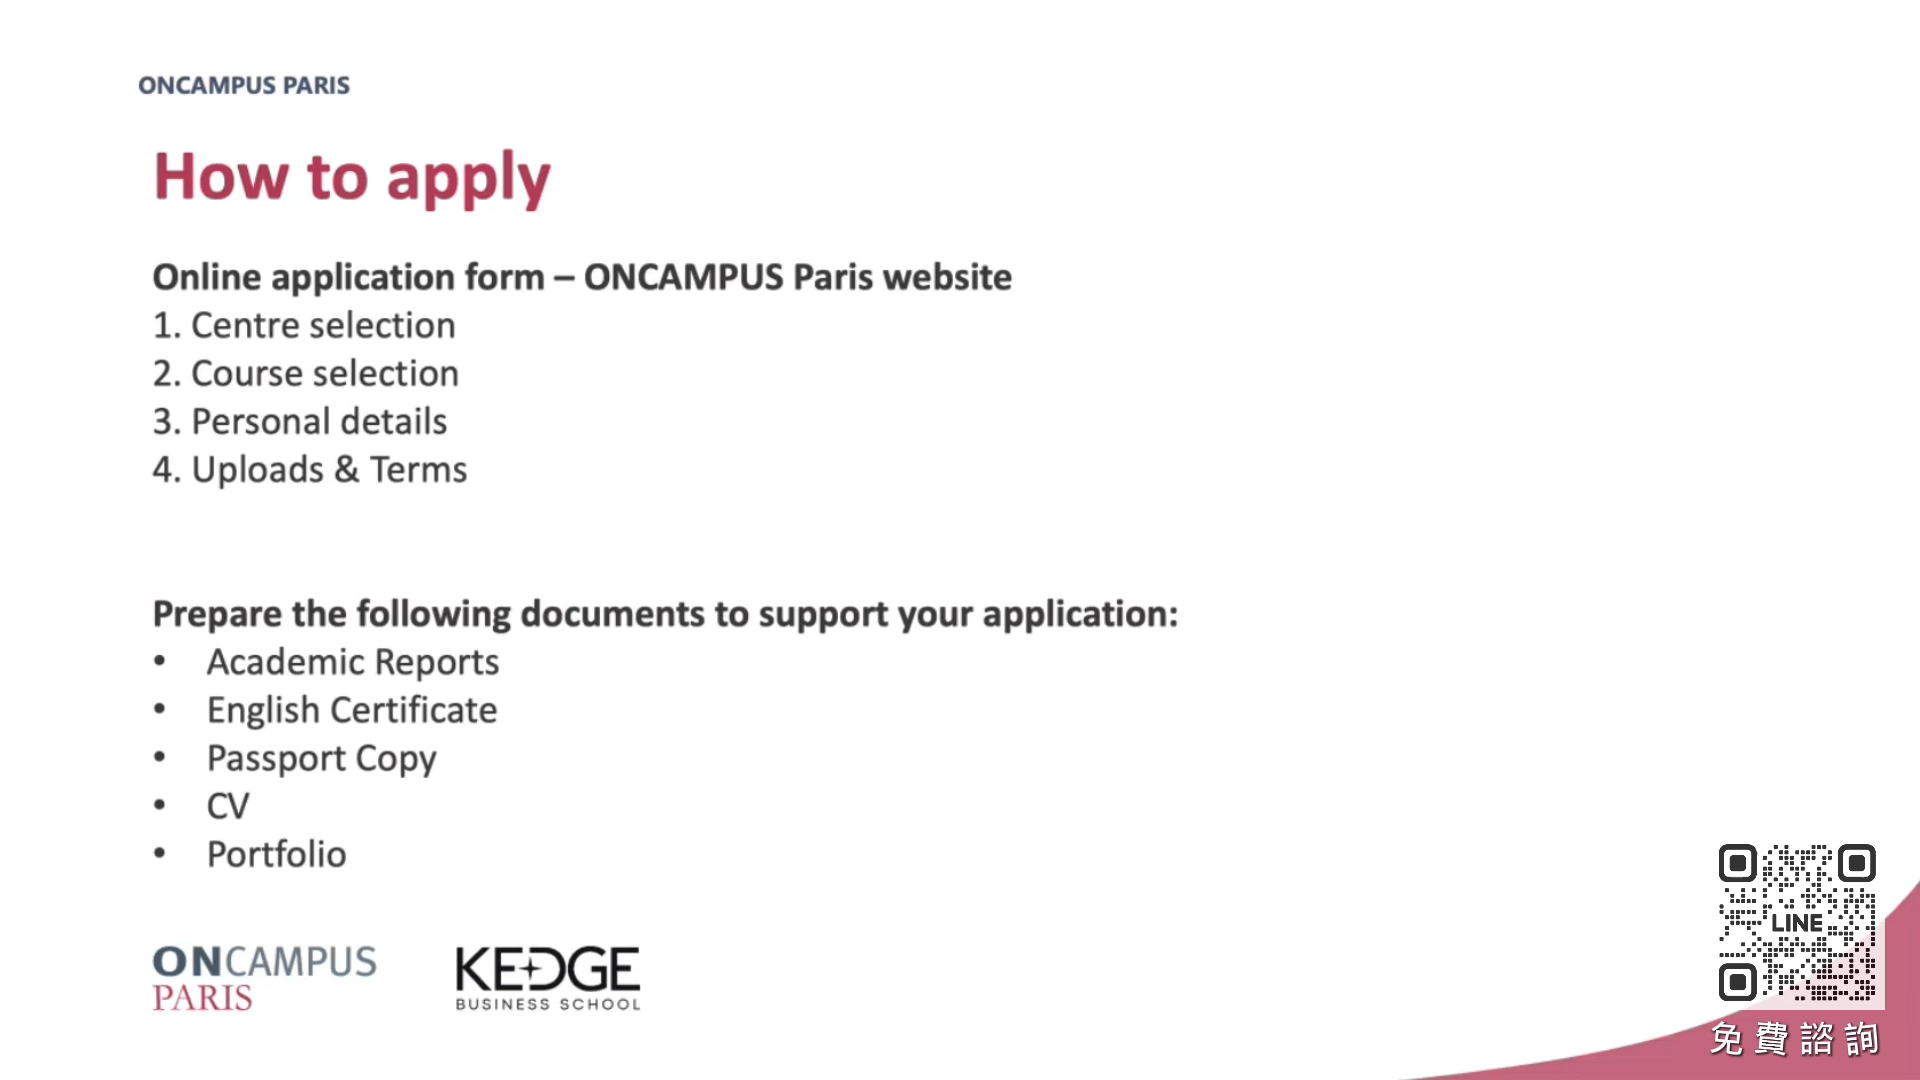 ONCAMPUS PARIS
How to apply
Online application form – ONCAMPUS Paris website
1. Centre selection
2. Course selection
3. Personal details
4. Uploads & Terms
Prepare the following documents to support your application:
• Academic Reports
• English Certificate
• Passport Copy
• CV
• Portfolio
ONCAMPUS
PARIS
KEDGE
BUSINESS SCHOOL
LINE
免費諮詢